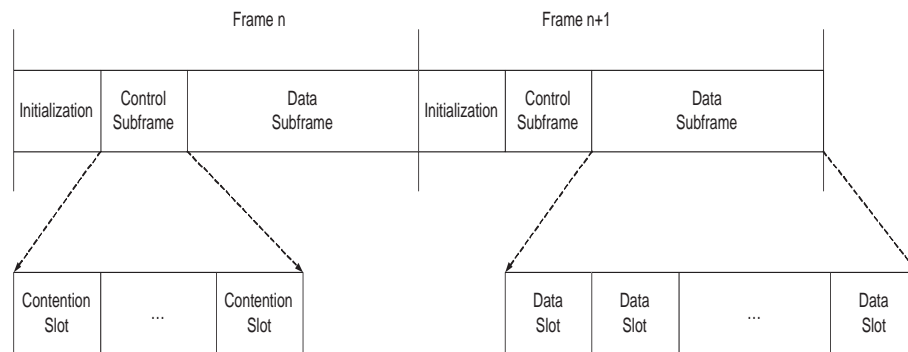 Frame n
Frame n+1
Initialization
Control
Subframe
Data
Subframe
Initialization
Control
Subframe
Data
Subframe
Contention
Slot
...
Contention
Slot
Data
Slot
Data
Slot
...
Data
Slot